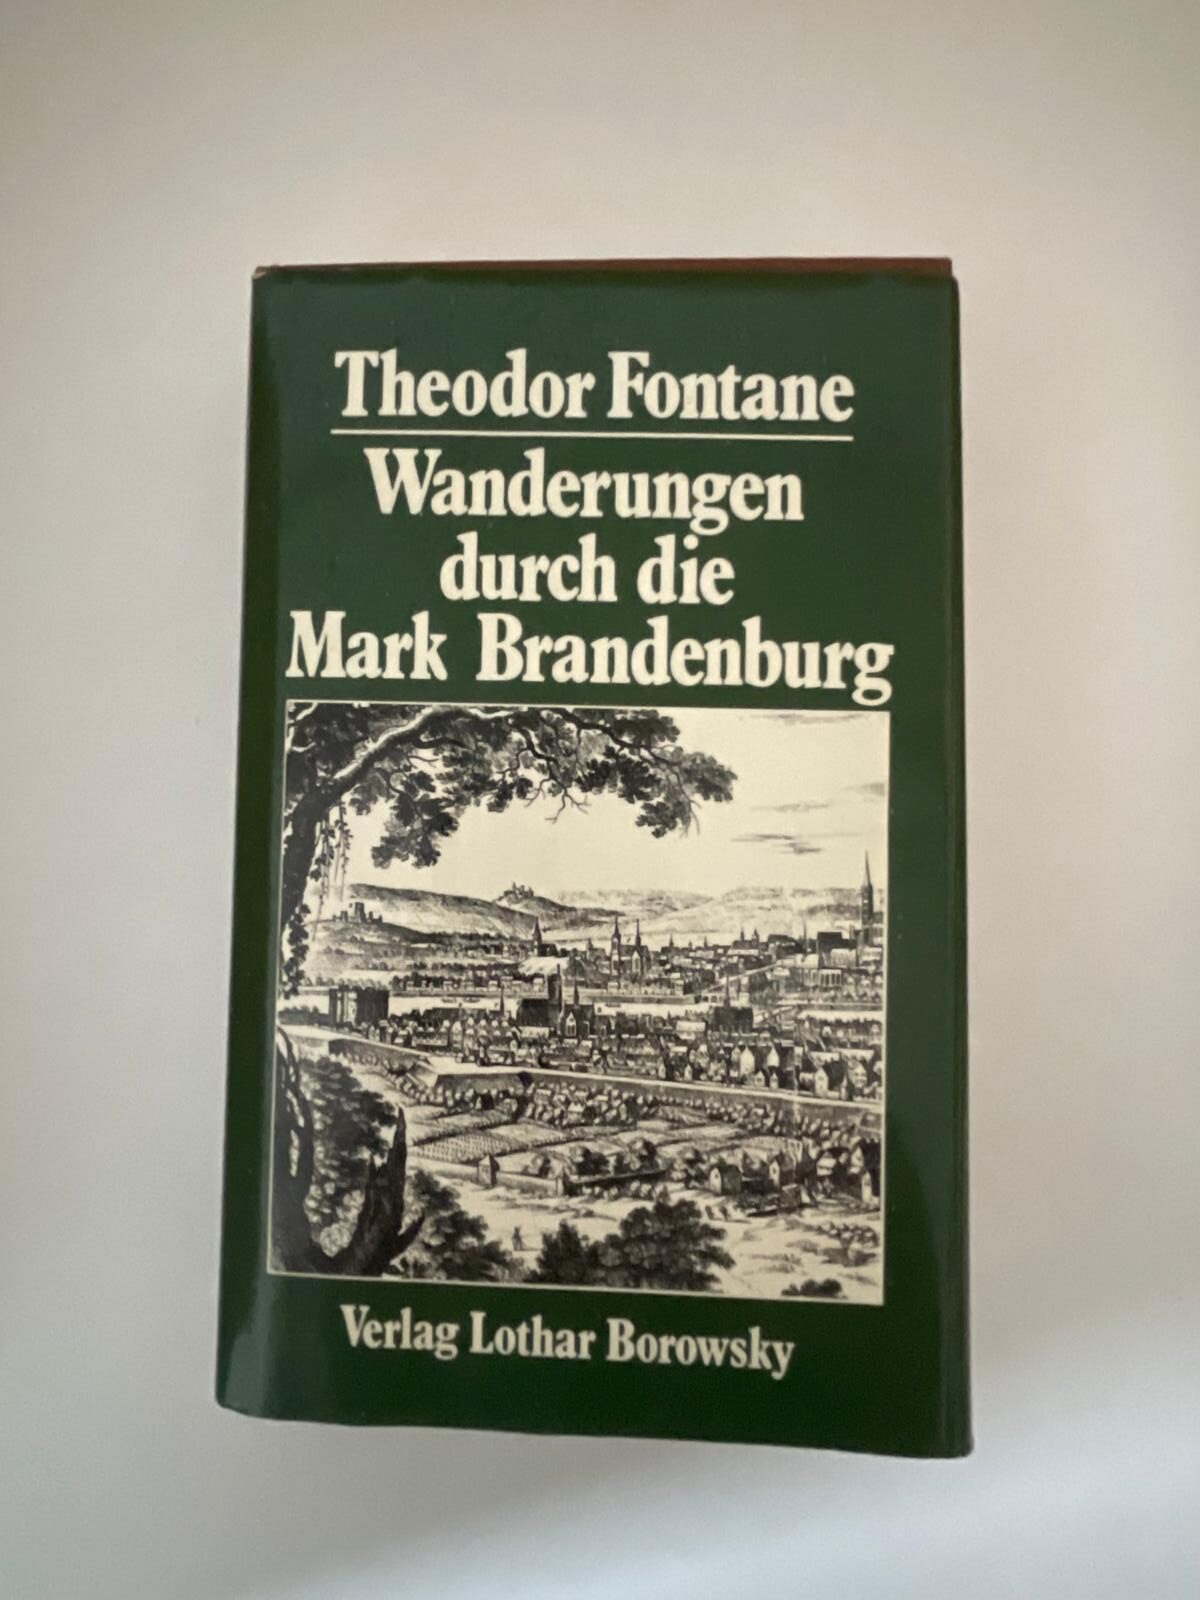 Theodor Fontane
Wanderungen
durch die
Mark Brandenburg
Verlag Lothar Borowsky